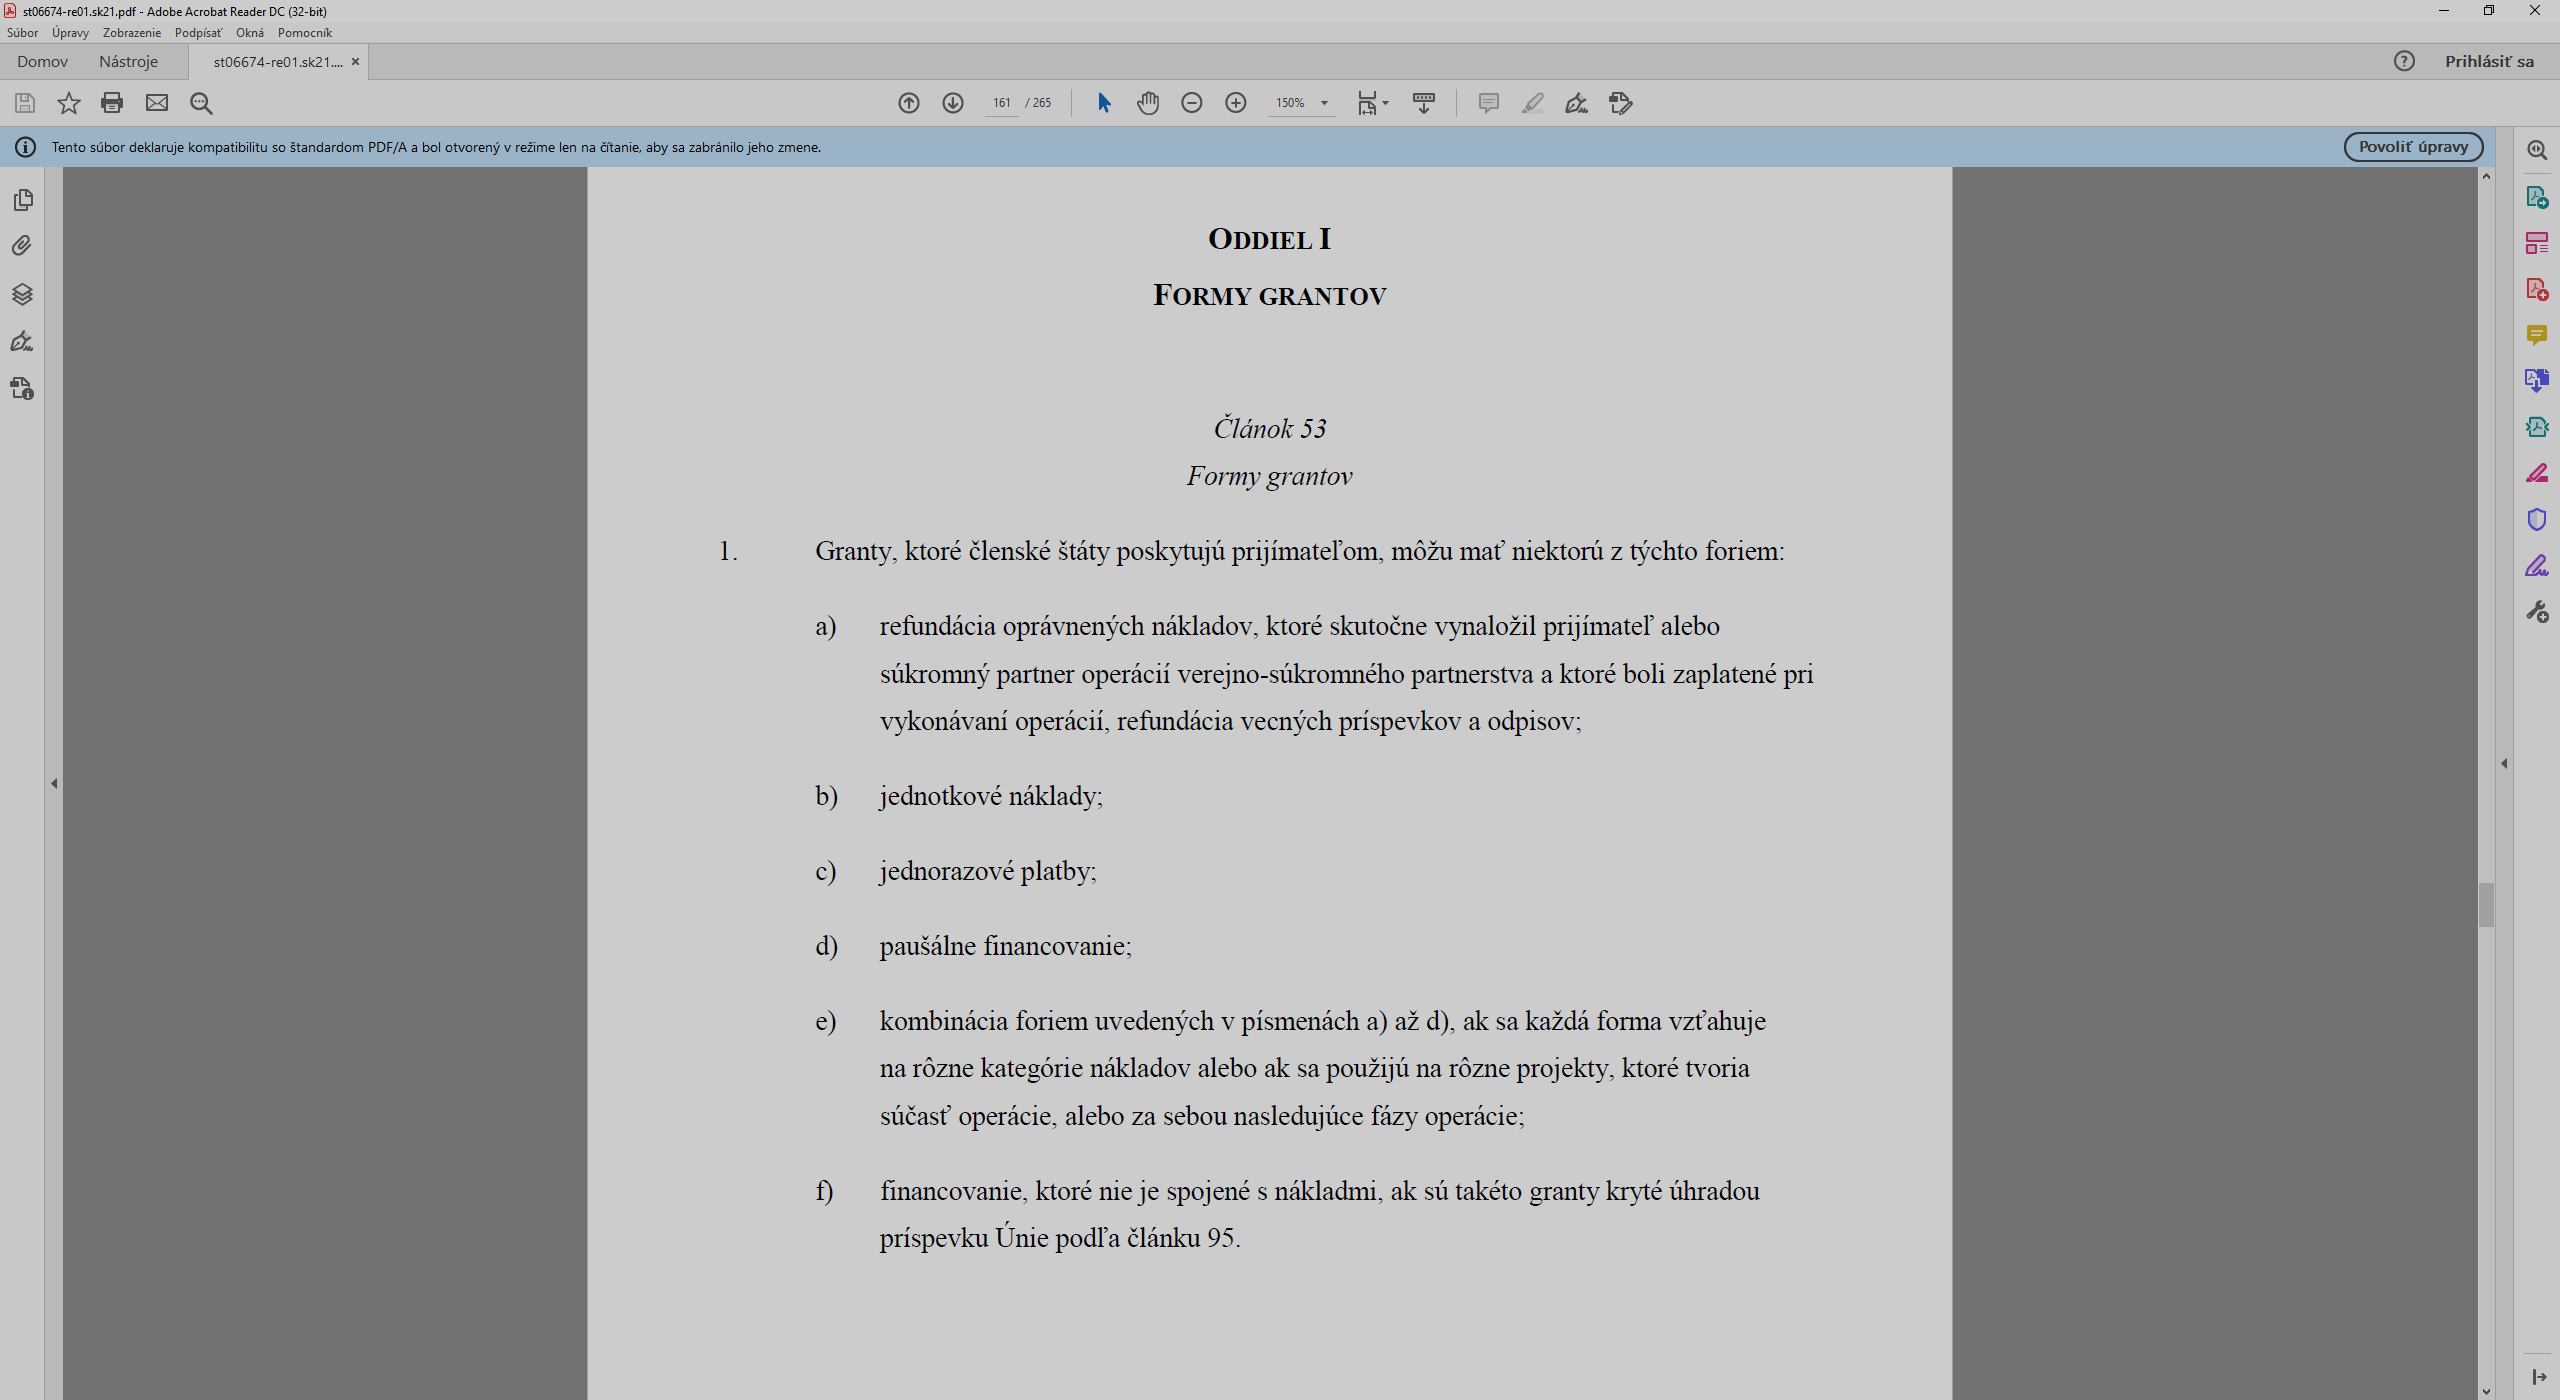 st06674-re01.sk21.pdf - Adobe Acrobat Reader DC (32-bit)
Súbor Úpravy Zobrazenie Podpísať Okná Pomocník
Domov Nástroje st06674-re01.sk21.... × Prihlásiť sa
161 / 265 150%
Tento súbor deklaruje kompatibilitu so štandardom PDF/A a bol otvorený v režime len na čítanie, aby sa zabránilo jeho zmene. Povoliť úpravy
ODDIEL I
FORMY GRANTOV
Článok 53
Formy grantov
1. Granty, ktoré členské štáty poskytujú prijímateľom, môžu mať niektorú z týchto foriem:
a) refundácia oprávnených nákladov, ktoré skutočne vynaložil prijímateľ alebo
súkromný partner operácií verejno-súkromného partnerstva a ktoré boli zaplatené pri
vykonávaní operácií, refundácia vecných príspevkov a odpisov;
b) jednotkové náklady;
c) jednorazové platby;
d) paušálne financovanie;
e) kombinácia foriem uvedených v písmenách a) až d), ak sa každá forma vzťahuje
na rôzne kategórie nákladov alebo ak sa použijú na rôzne projekty, ktoré tvoria
súčasť operácie, alebo za sebou nasledujúce fázy operácie;
f) financovanie, ktoré nie je spojené s nákladmi, ak sú takéto granty kryté úhradou
príspevku Únie podľa článku 95.